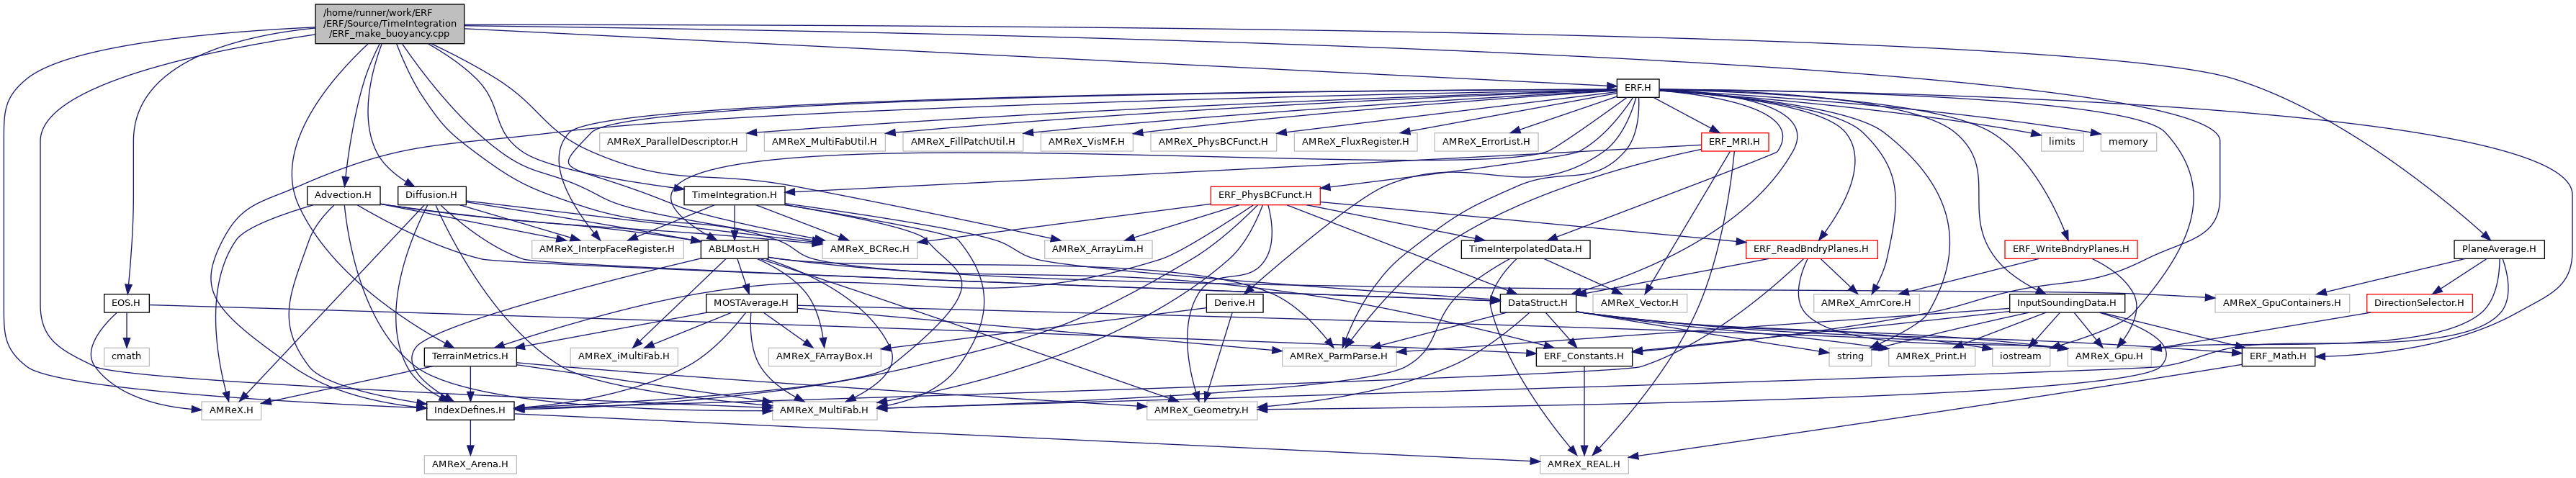 /home/runner/work/ERF
/ERF/Source/TimeIntegration
/ERF_make_buoyancy.cpp
ERF.H
AMReX_ParallelDescriptor.H
AMReX_MultiFabUtil.H
AMReX_FillPatchUtil.H
AMReX_VisMF.H
AMReX_PhysBCFunct.H
AMReX_FluxRegister.H
AMReX_ErrorList.H
ERF_MRI.H
limits
memory
Advection.H
Diffusion.H
TimeIntegration.H
ERF_PhysBCFunct.H
AMReX_InterpFaceRegister.H
ABLMost.H
AMReX_BCRec.H
AMReX_ArrayLim.H
TimeInterpolatedData.H
ERF_ReadBndryPlanes.H
ERF_WriteBndryPlanes.H
PlaneAverage.H
EOS.H
MOSTAverage.H
Derive.H
DataStruct.H
AMReX_Vector.H
AMReX_AmrCore.H
InputSoundingData.H
AMReX_GpuContainers.H
DirectionSelector.H
cmath
TerrainMetrics.H
AMReX_iMultiFab.H
AMReX_FArrayBox.H
AMReX_ParmParse.H
ERF_Constants.H
string
AMReX_Print.H
iostream
AMReX_Gpu.H
ERF_Math.H
AMReX.H
IndexDefines.H
AMReX_MultiFab.H
AMReX_Geometry.H
AMReX_Arena.H
AMReX_REAL.H